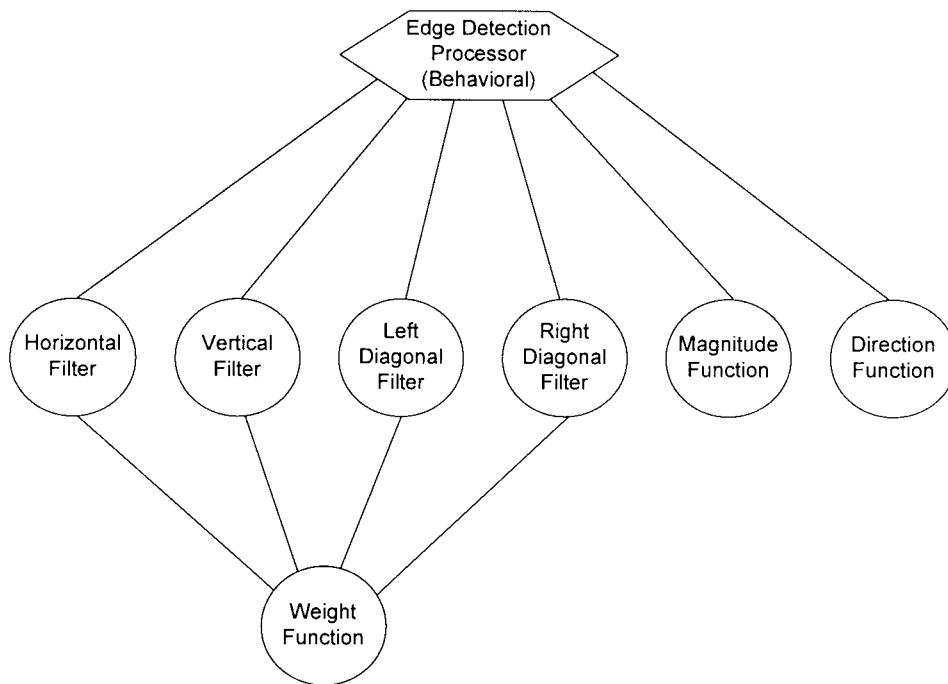 Edge Detection
Processor
(Behavioral)
Horizontal
Filter
Vertical
Filter
Left
Diagonal
Filter
Right
Diagonal
Filter
Magnitude
Function
Direction
Function
Weight
Function